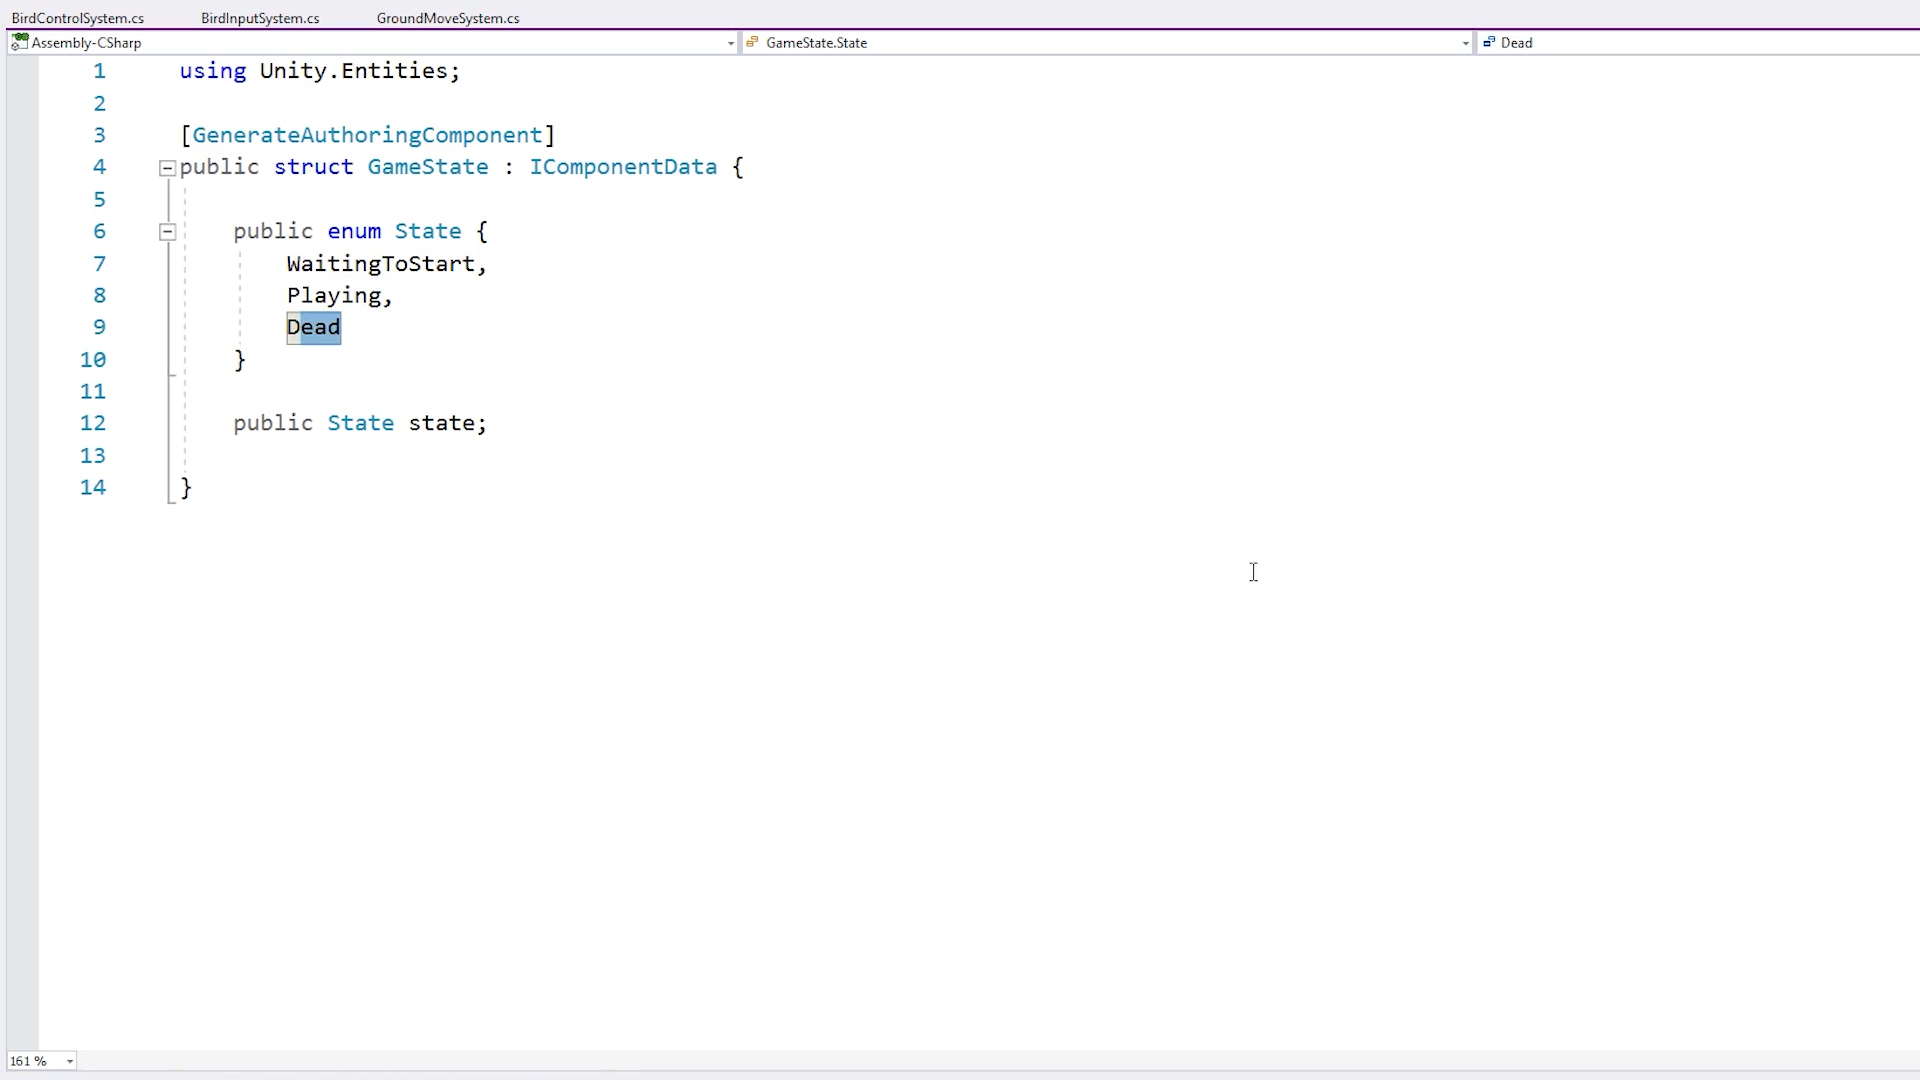 BirdControlSystem.cs BirdInputSystem.cs GroundMoveSystem.cs
Assembly-CSharp GameState.State Dead
1 using Unity.Entities;
2
3 [GenerateAuthoringComponent]
4 public struct GameState : IComponentData {
5
6 public enum State {
7 WaitingToStart,
8 Playing,
9 Dead
10 }
11
12 public State state;
13
14 }
161 %